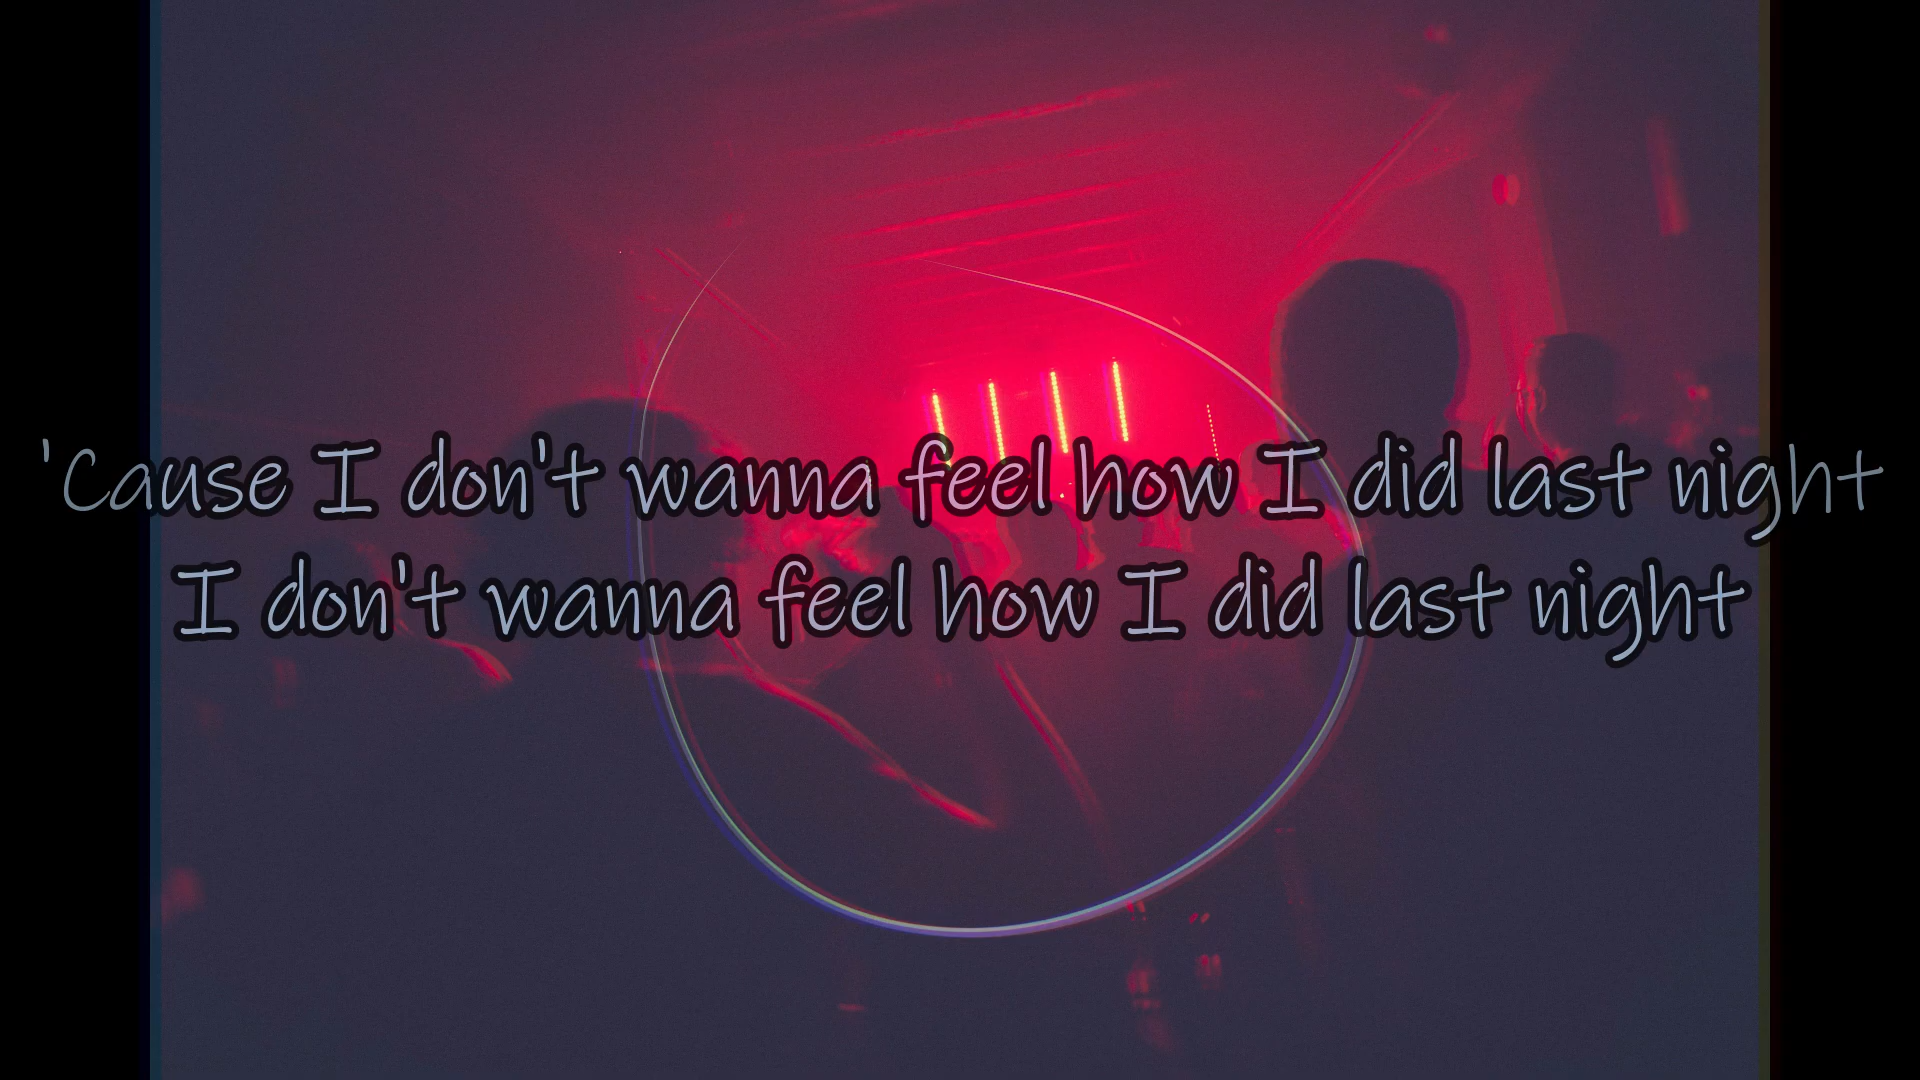 'Cause I don't wanna feel how I did last night
I don't wanna feel how I did last night